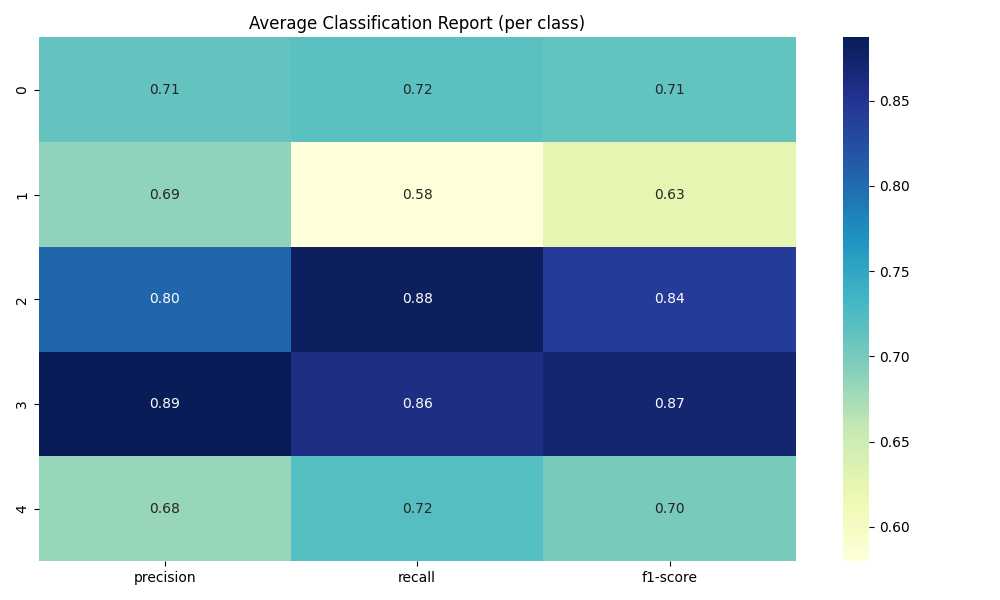 Average Classification Report (per class)
0 0.71 0.72 0.71
1 0.69 0.58 0.63
2 0.80 0.88 0.84
3 0.89 0.86 0.87
4 0.68 0.72 0.70
precision recall f1-score
0.85
0.80
0.75
0.70
0.65
0.60